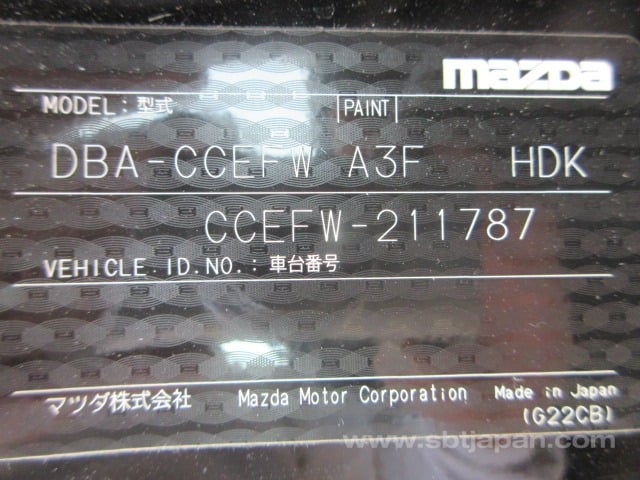 mazda
MODEL: 型式 PAINT
DBA-CCEFW A3F HDK
CCEFW-211787
VEHICLE ID.NO.: 車台番号
マツダ株式会社 Mazda Motor Corporation Made in Japan
(G22CB)
www.sbtjapan.com